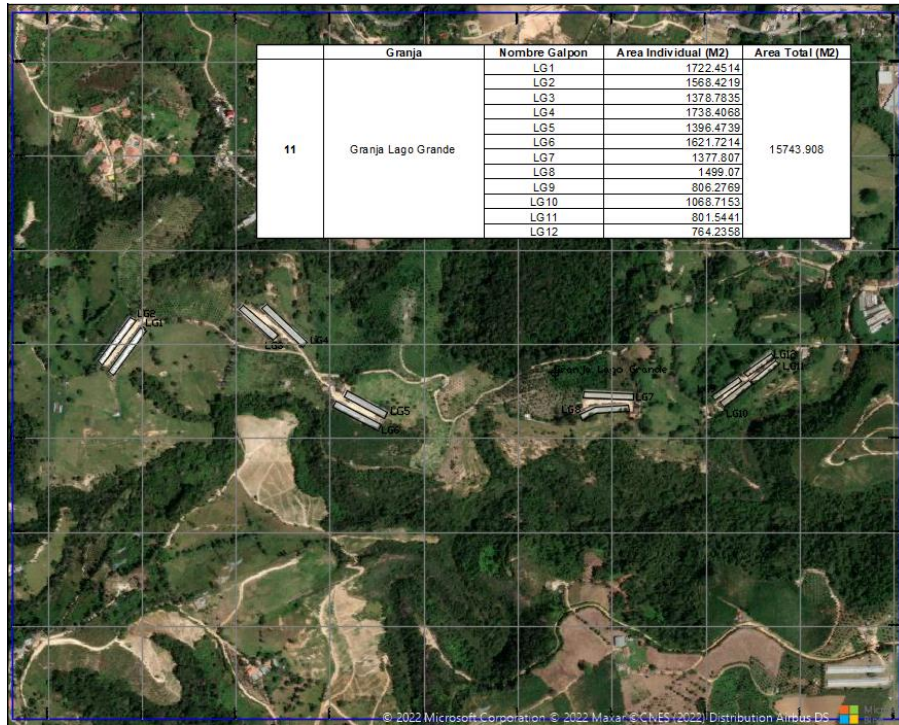 Granja Nombre Galpon Area Individual (M2) Area Total (M2)
11 Granja Lago Grande 15743.908
LG1 1722.4514
LG2 1568.4219
LG3 1378.7835
LG4 1738.4068
LG5 1396.4739
LG6 1621.7214
LG7 1377.807
LG8 1499.07
LG9 806.2769
LG10 1068.7153
LG11 801.5441
LG12 764.2358
LG2
LG1
LG3
LG4
LG5
LG6
Granja Lago Grande
LG7
LG8
LG12
LG11
LG10
© 2022 Microsoft Corporation © 2022 Maxar ©CNES (2022) Distribution Airbus DS